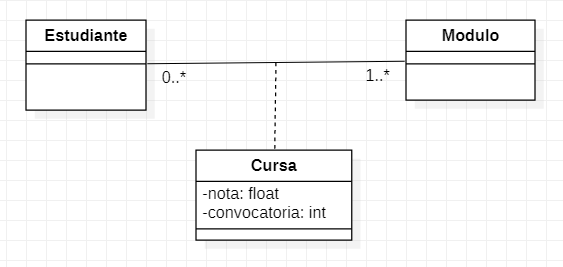 Estudiante
Modulo
0..*
1..*
Cursa
-nota: float
-convocatoria: int